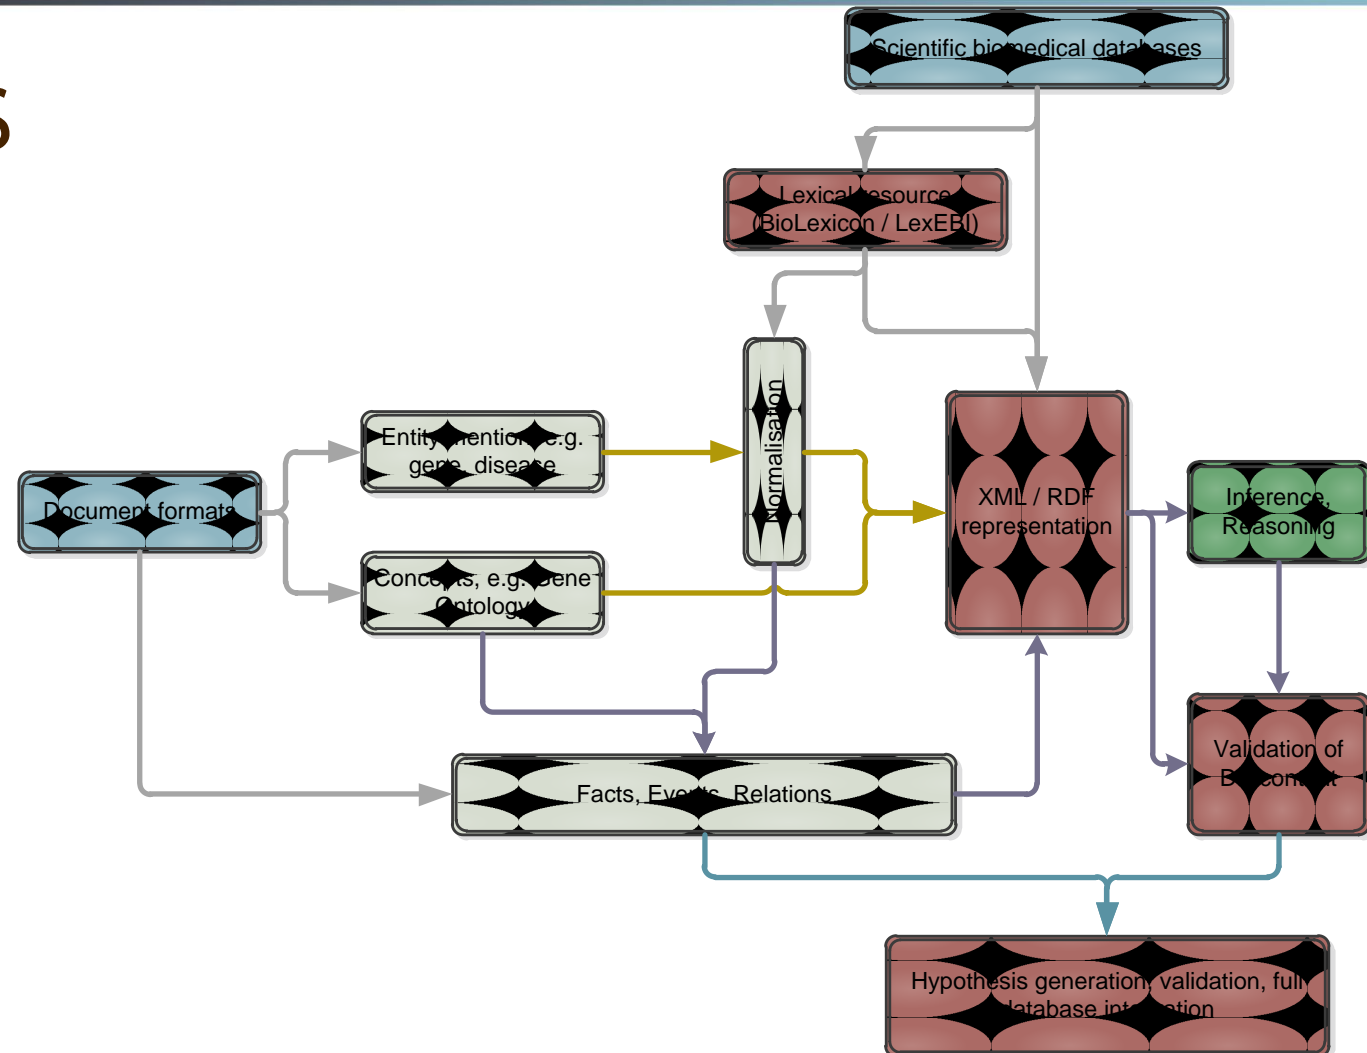 s
Scientific biomedical databases
Lexical resource
(BioLexicon / LexEBI)
Normalisation
Entity mention, e.g.
gene, disease
Document formats
Concepts, e.g. Gene
Ontology
XML / RDF
representation
Inference,
Reasoning
Validation of
Facts, Events, Relations
Hypothesis generation, validation, full
database integration